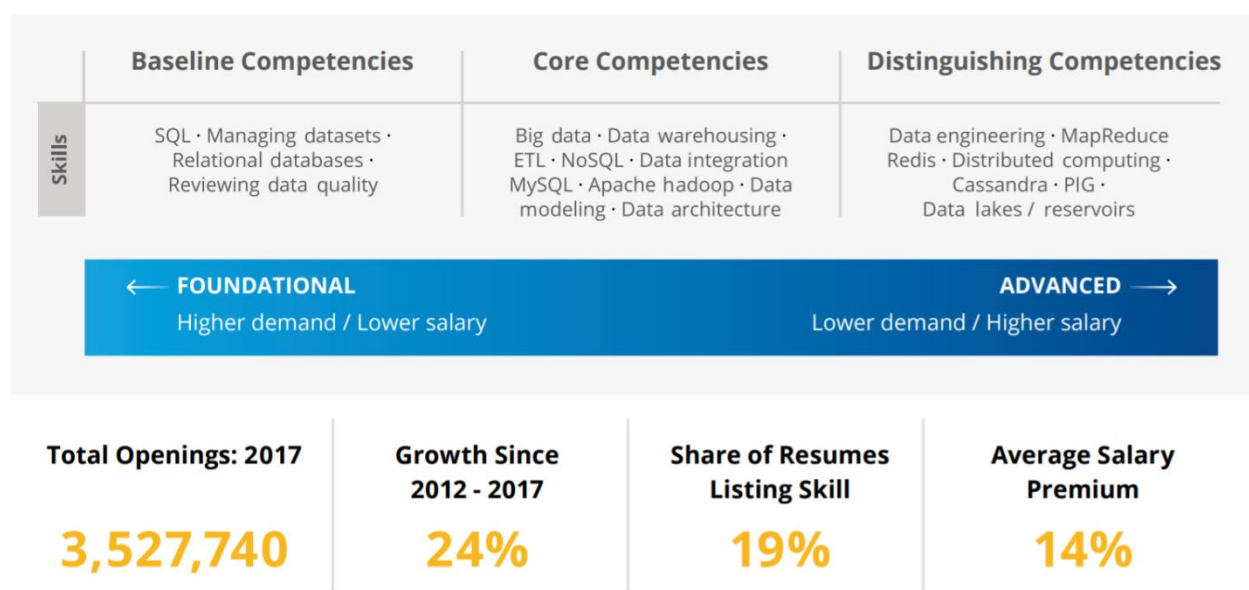 Baseline Competencies
Core Competencies
Distinguishing Competencies
Skills
SQL · Managing datasets ·
Relational databases ·
Reviewing data quality
Big data · Data warehousing ·
ETL · NoSQL · Data integration
MySQL · Apache hadoop · Data
modeling · Data architecture
Data engineering · MapReduce
Redis · Distributed computing ·
Cassandra · PIG ·
Data lakes / reservoirs
← FOUNDATIONAL
Higher demand / Lower salary
ADVANCED →
Lower demand / Higher salary
Total Openings: 2017
3,527,740
Growth Since
2012 - 2017
24%
Share of Resumes
Listing Skill
19%
Average Salary
Premium
14%